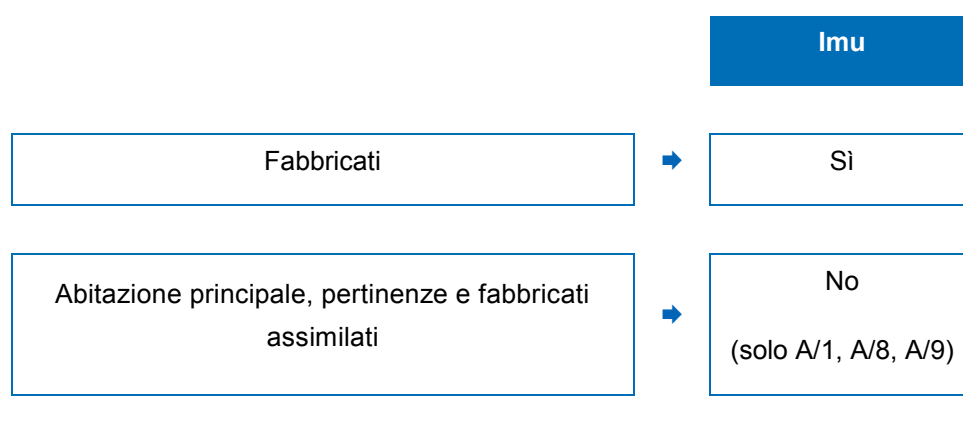 Imu
Fabbricati
Sì
Abitazione principale, pertinenze e fabbricati
assimilati
No
(solo A/1, A/8, A/9)